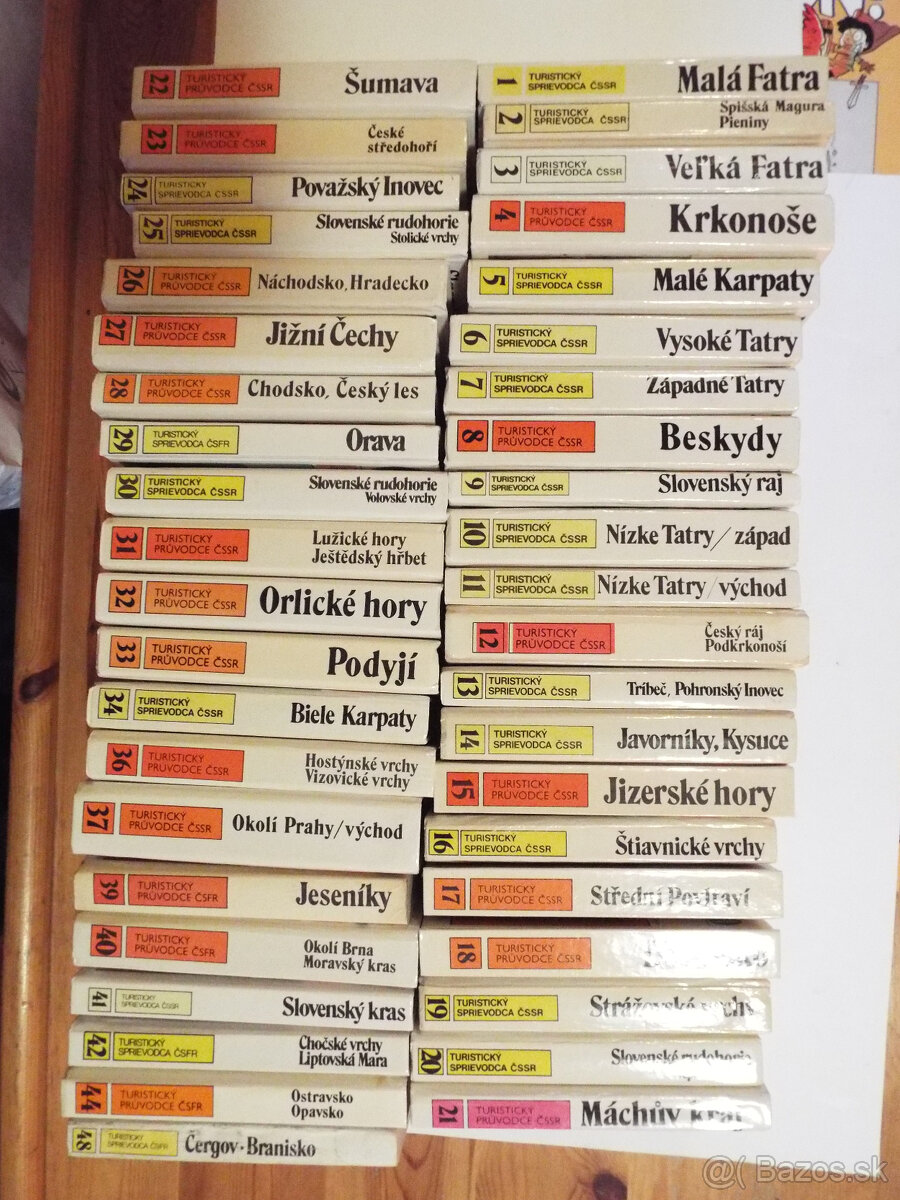 22
TURISTICKÝ
PRŮVODCE ČSSR
Šumava
23
TURISTICKÝ
PRŮVODCE ČSSR
České
středohoří
24
TURISTICKÝ
SPRIEVODCA ČSSR
Považský Inovec
25
TURISTICKÝ
SPRIEVODCA ČSSR
Slovenské rudohorie
Stolické vrchy
26
TURISTICKÝ
PRŮVODCE ČSSR
Náchodsko, Hradecko
27
TURISTICKÝ
PRŮVODCE ČSSR
Jižní Čechy
28
TURISTICKÝ
PRŮVODCE ČSSR
Chodsko, Český les
29
TURISTICKÝ
SPRIEVODCA ČSFR
Orava
30
TURISTICKÝ
SPRIEVODCA ČSSR
Slovenské rudohorie
Volovské vrchy
31
TURISTICKÝ
PRŮVODCE ČSSR
Lužické hory
Ještědský hřbet
32
TURISTICKÝ
PRŮVODCE ČSSR
Orlické hory
33
TURISTICKÝ
PRŮVODCE ČSSR
Podyjí
34
TURISTICKÝ
SPRIEVODCA ČSSR
Biele Karpaty
36
TURISTICKÝ
PRŮVODCE ČSSR
Hostýnské vrchy
Vizovické vrchy
37
TURISTICKÝ
PRŮVODCE ČSSR
Okolí Prahy/východ
39
TURISTICKÝ
PRŮVODCE ČSFR
Jeseníky
40
TURISTICKÝ
PRŮVODCE ČSFR
Okolí Brna
Moravský kras
41
TURISTICKÝ
SPRIEVODCA ČSSR
Slovenský kras
42
TURISTICKÝ
SPRIEVODCA ČSFR
Chočské vrchy
Liptovská Mara
44
TURISTICKÝ
PRŮVODCE ČSFR
Ostravsko
Opavsko
48
TURISTICKÝ
SPRIEVODCA ČSFR
Čergov-Branisko
1
TURISTICKÝ
SPRIEVODCA ČSSR
Malá Fatra
2
TURISTICKÝ
SPRIEVODCA ČSSR
Spišská Magura
Pieniny
3
TURISTICKÝ
SPRIEVODCA ČSSR
Veľká Fatra
4
TURISTICKÝ
PRŮVODCE ČSSR
Krkonoše
5
TURISTICKÝ
SPRIEVODCA ČSSR
Malé Karpaty
6
TURISTICKÝ
SPRIEVODCA ČSSR
Vysoké Tatry
7
TURISTICKÝ
SPRIEVODCA ČSSR
Západné Tatry
8
TURISTICKÝ
PRŮVODCE ČSSR
Beskydy
9
TURISTICKÝ
SPRIEVODCA ČSSR
Slovenský raj
10
TURISTICKÝ
SPRIEVODCA ČSSR
Nízke Tatry/západ
11
TURISTICKÝ
SPRIEVODCA ČSSR
Nízke Tatry/východ
12
TURISTICKÝ
PRŮVODCE ČSSR
Český ráj
Podkrkonoší
13
TURISTICKÝ
SPRIEVODCA ČSSR
Tríbeč, Pohronský Inovec
14
TURISTICKÝ
SPRIEVODCA ČSSR
Javorníky, Kysuce
15
TURISTICKÝ
PRŮVODCE ČSSR
Jizerské hory
16
TURISTICKÝ
SPRIEVODCA ČSSR
Štiavnické vrchy
17
TURISTICKÝ
PRŮVODCE ČSSR
Střední Povltaví
18
TURISTICKÝ
PRŮVODCE ČSSR
19
TURISTICKÝ
SPRIEVODCA ČSSR
Strážovské vrchy
20
TURISTICKÝ
SPRIEVODCA ČSSR
Slovenské rudohorie
21
TURISTICKÝ
PRŮVODCE ČSSR
Máchův kraj
@( Bazos.sk